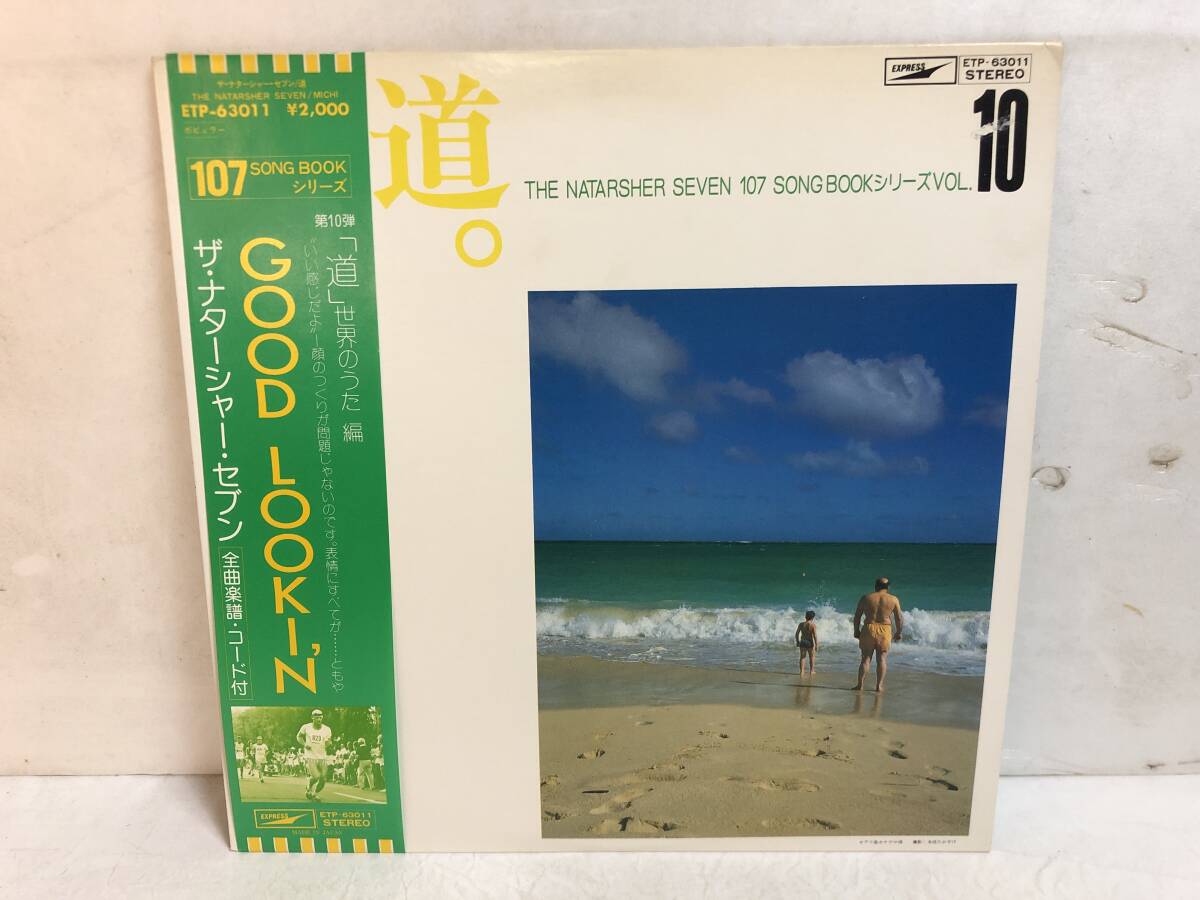 ザ・ナターシャー・セブン/道
THE NATARSHER SEVEN/MICHI
ETP-63011 ¥2,000
ポピュラー
107 SONG BOOK
シリーズ
第10弾
「道」世界のうた 編
“いい感じだよ”—顔のつくりが問題じゃないのです。表情にすべてが……ともや
GOOD LOOKI'N
ザ・ナターシャー・セブン
全曲楽譜・コード付
EXPRESS
ETP-63011
STEREO
MADE IN JAPAN
道。
THE NATARSHER SEVEN 107 SONG BOOKシリーズVOL.10
EXPRESS
ETP-63011
STEREO